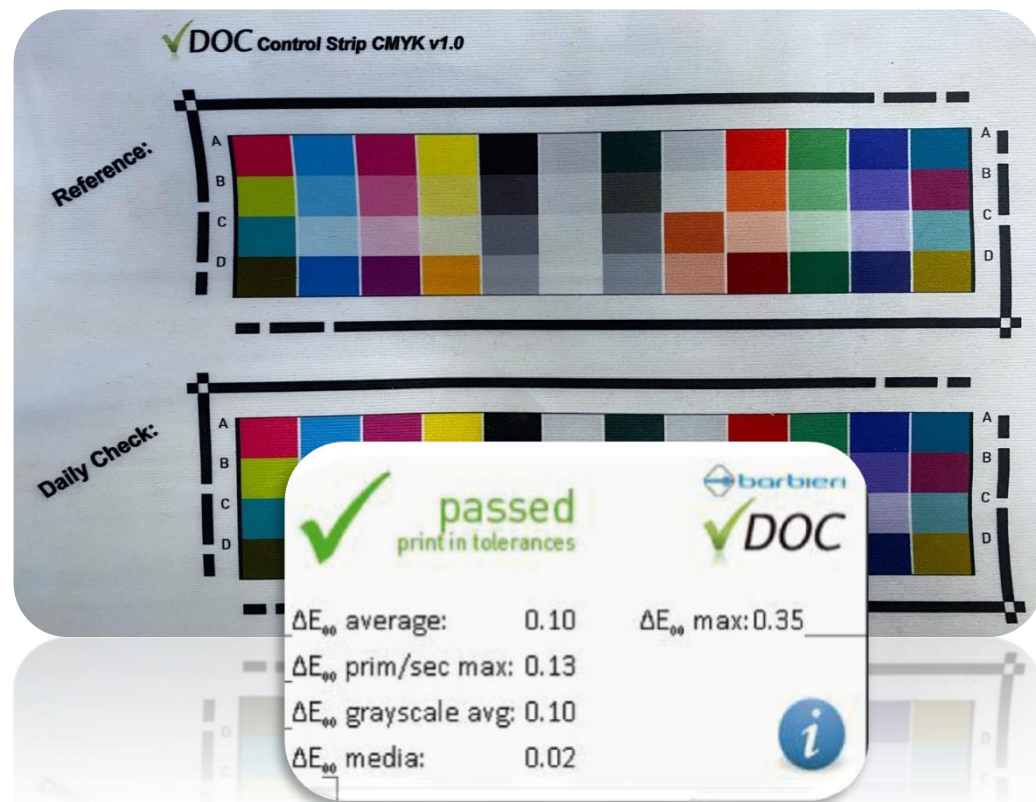 DOC Control Strip CMYK v1.0
Reference:
A
A
B
B
C
C
D
D
Daily Check:
A
A
B
B
C
C
D
D
passed
print in tolerances
barbieri
DOC
ΔE₀₀ average: 0.10
ΔE₀₀ max: 0.35
ΔE₀₀ prim/sec max: 0.13
ΔE₀₀ grayscale avg: 0.10
ΔE₀₀ media: 0.02
i